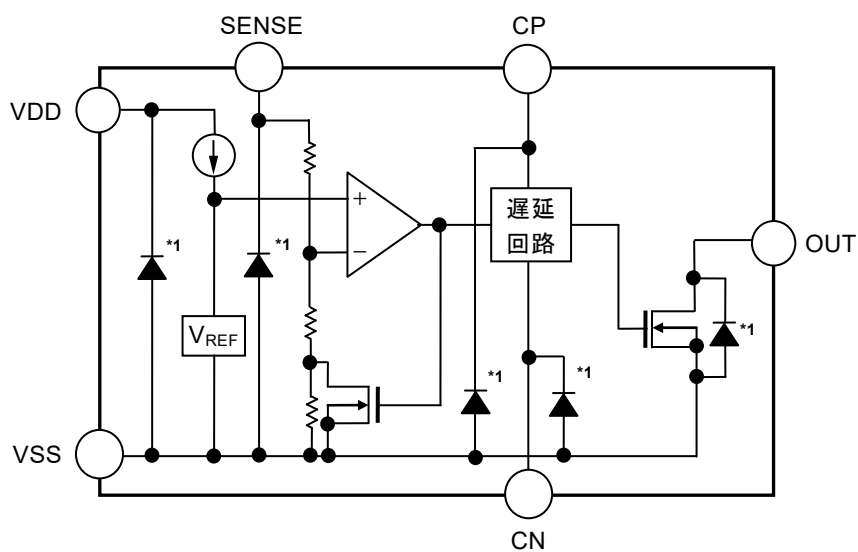 SENSE
CP
VDD
*1
*1
+
−
遅延
回路
OUT
VREF
*1
*1
*1
VSS
CN